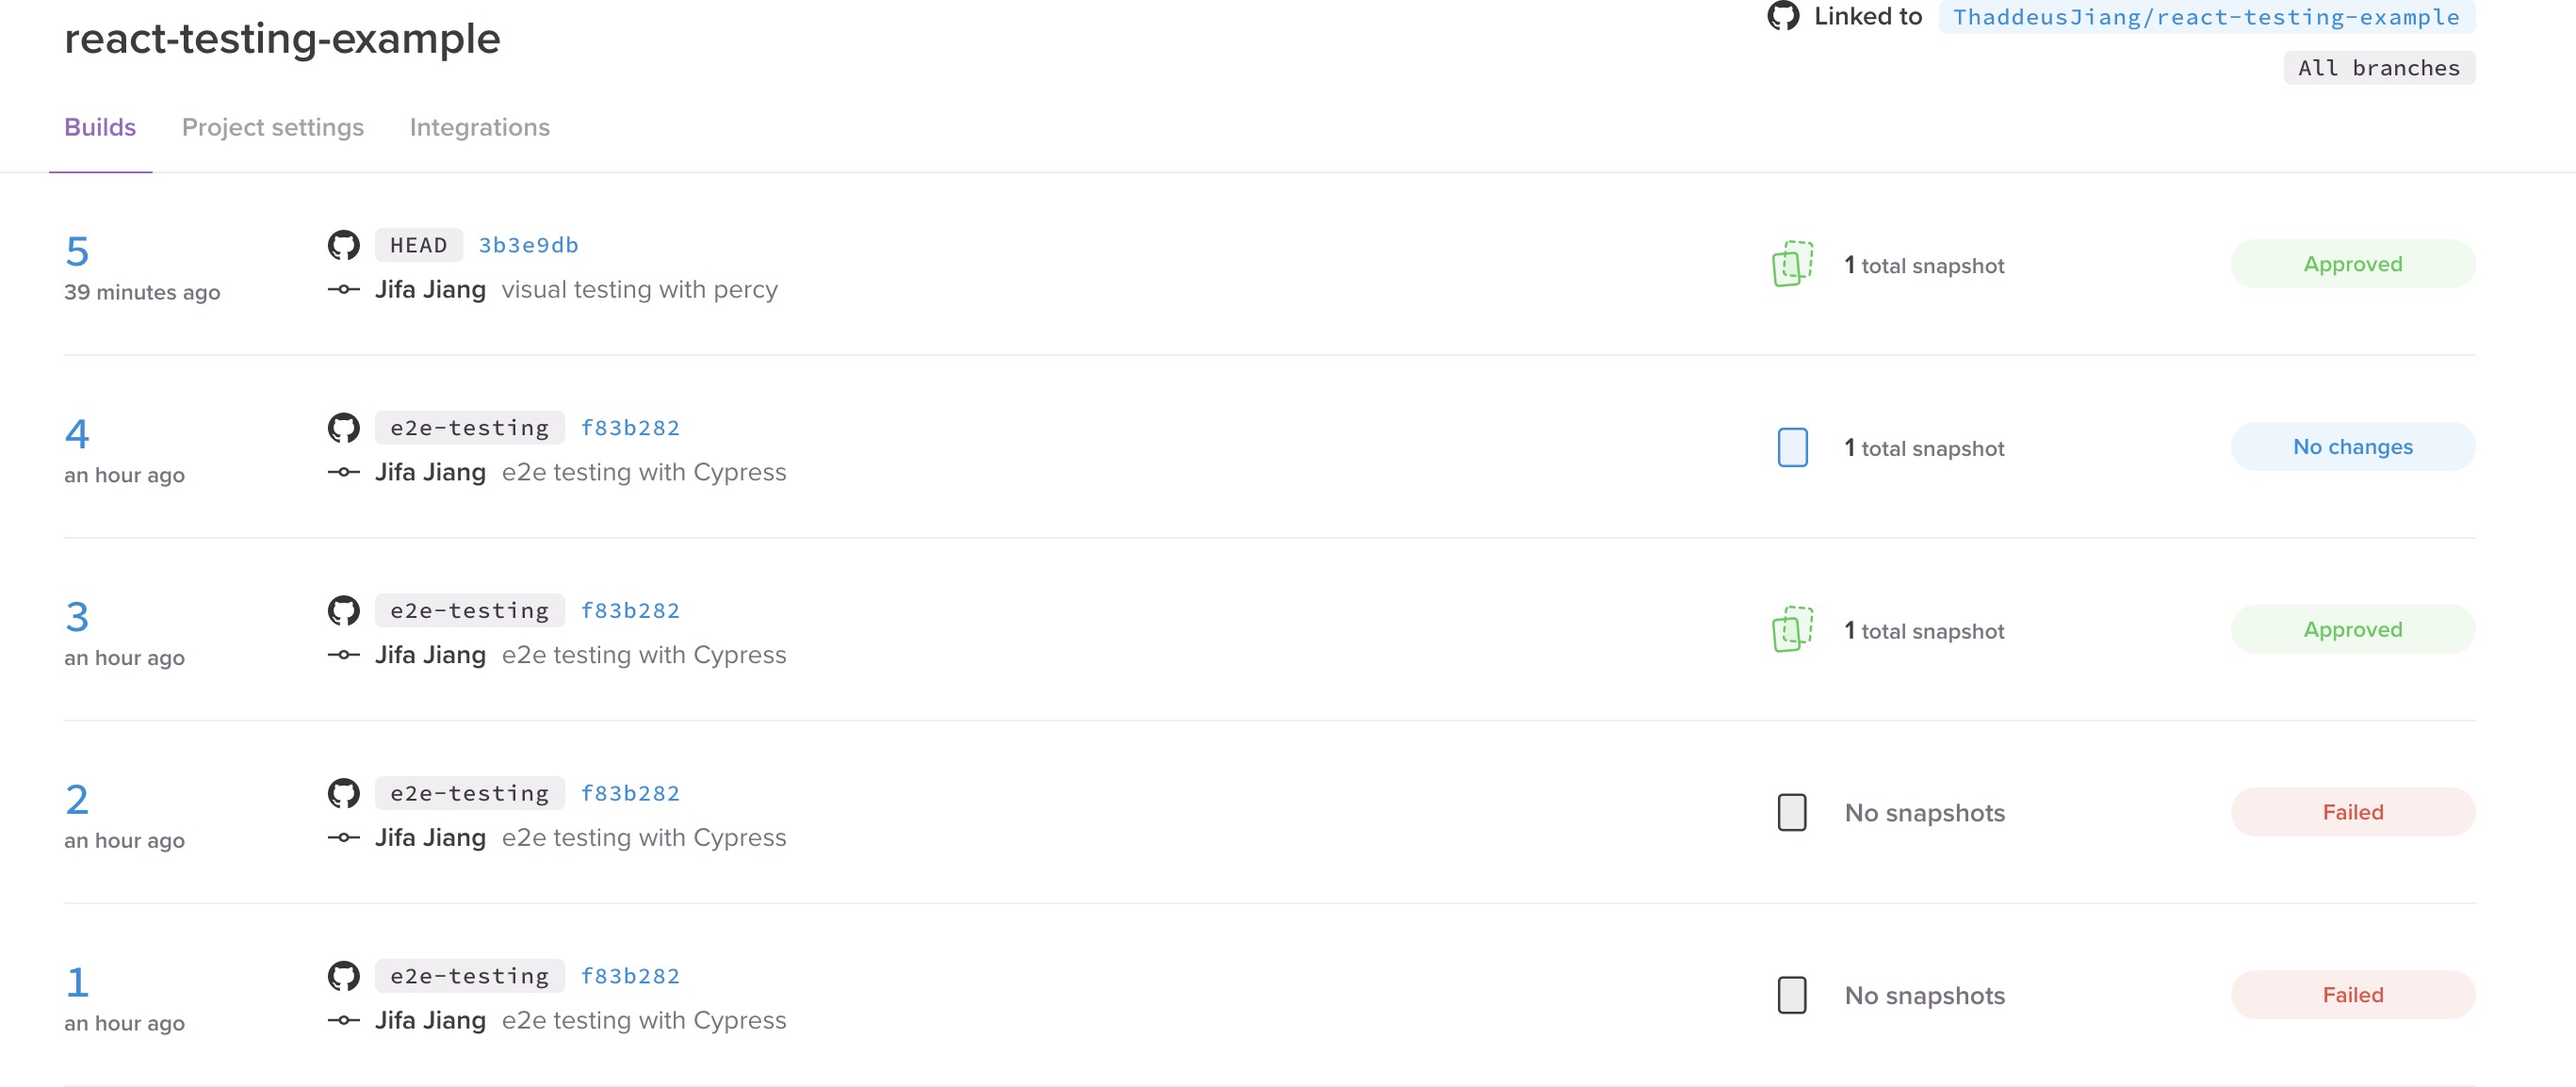 react-testing-example
Linked to ThaddeusJiang/react-testing-example
All branches
Builds Project settings Integrations
5 HEAD 3b3e9db
39 minutes ago Jifa Jiang visual testing with percy
1 total snapshot Approved
4 e2e-testing f83b282
an hour ago Jifa Jiang e2e testing with Cypress
1 total snapshot No changes
3 e2e-testing f83b282
an hour ago Jifa Jiang e2e testing with Cypress
1 total snapshot Approved
2 e2e-testing f83b282
an hour ago Jifa Jiang e2e testing with Cypress
No snapshots Failed
1 e2e-testing f83b282
an hour ago Jifa Jiang e2e testing with Cypress
No snapshots Failed